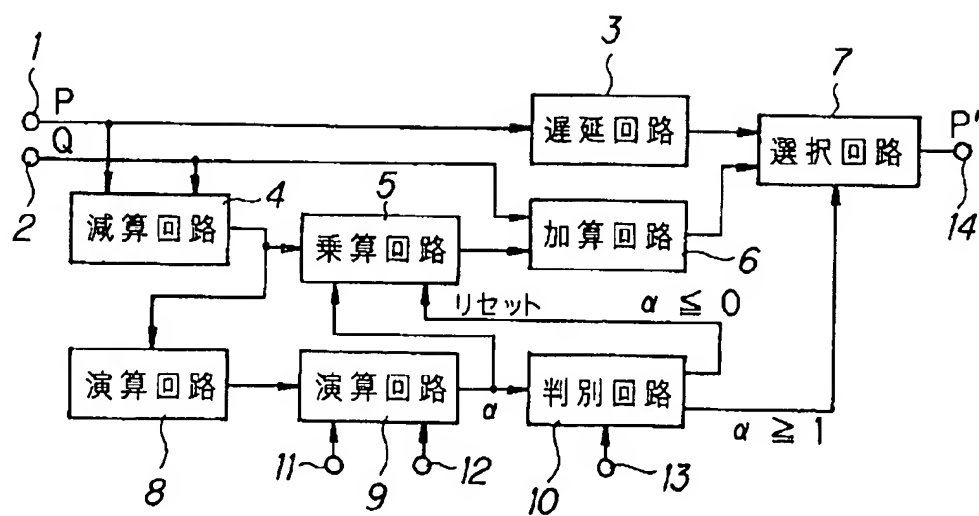 1
3
7
P
Q
遅延回路
選択回路
P'
2
4
5
14
減算回路
乗算回路
加算回路
6
リセット
α ≦ 0
演算回路
演算回路
α
判別回路
α ≧ 1
8
11
9
12
10
13